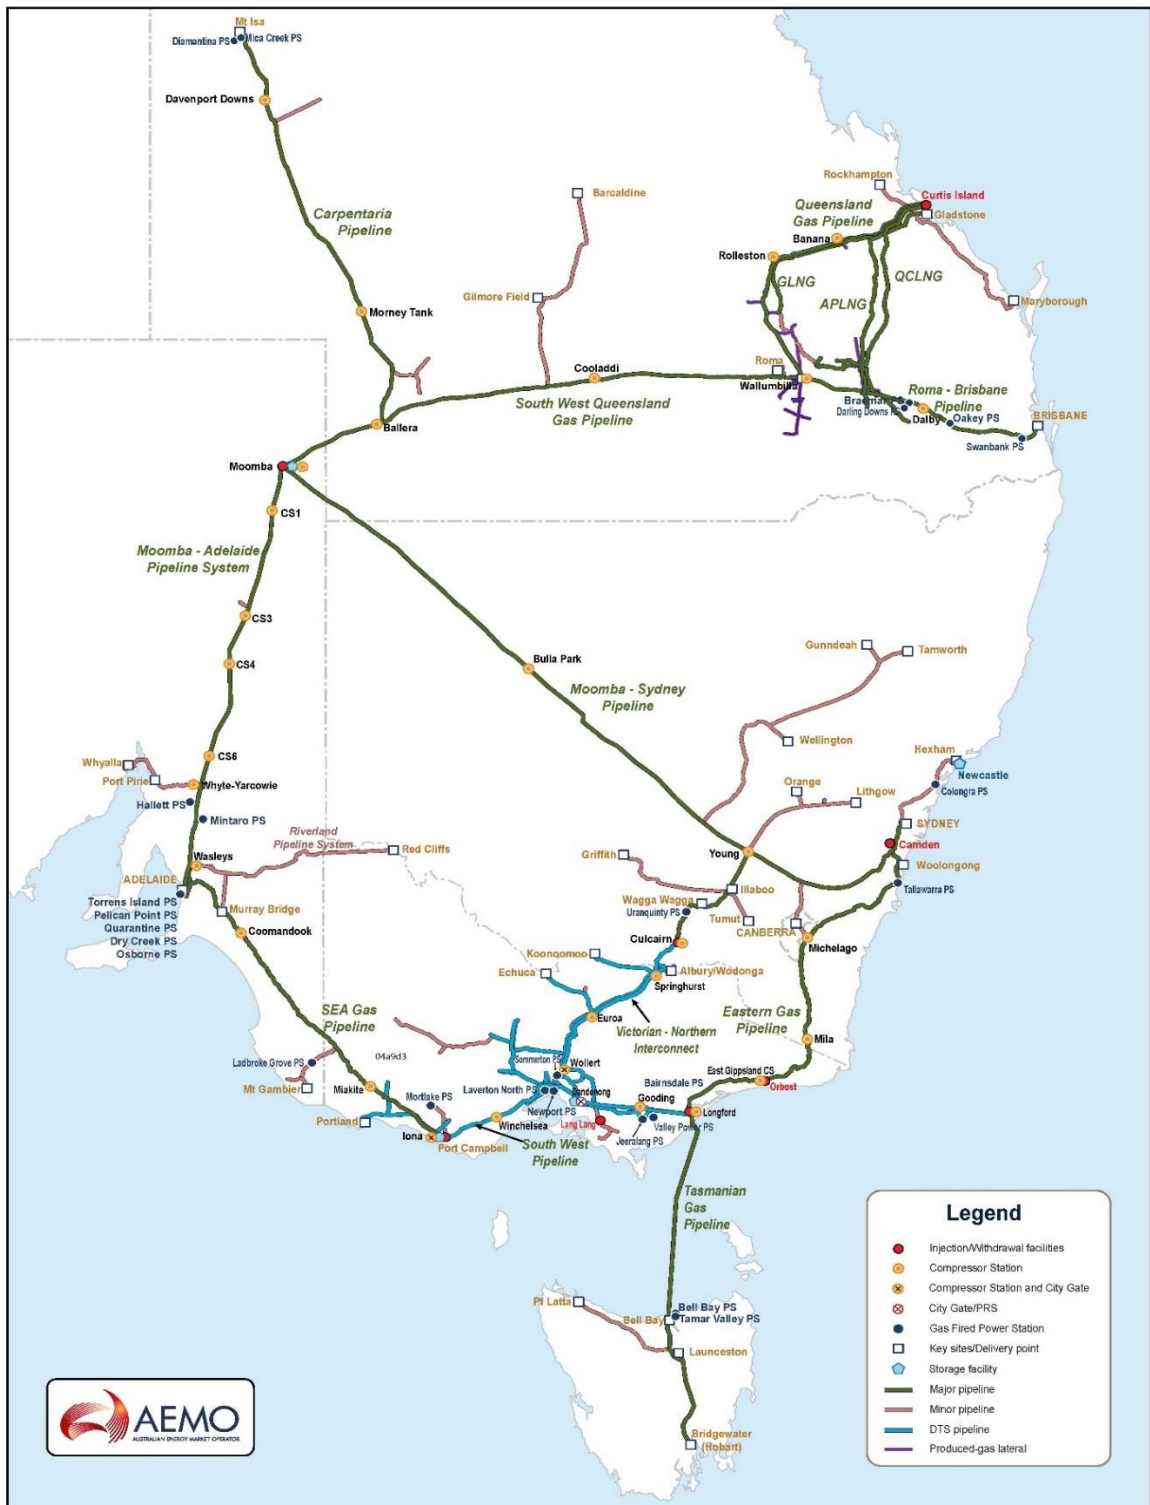 Mt Isa
Diamantina PS
Mica Creek PS
Davenport Downs
Carpentaria
Pipeline
Barcaldine
Rockhampton
Curtis Island
Queensland
Gas Pipeline
Gladstone
Banana
Rolleston
GLNG
QCLNG
APLNG
Gilmore Field
Maryborough
Morney Tank
Cooladdi
Roma
Wallumbilla
South West Queensland
Gas Pipeline
Roma - Brisbane
Pipeline
Braemar PS
Darling Downs PS
Dalby
Oakey PS
BRISBANE
Swanbank PS
Ballera
Moomba
CS1
Moomba - Adelaide
Pipeline System
CS3
CS4
Bulla Park
Moomba - Sydney
Pipeline
Gunndeah
Tamworth
Wellington
CS6
Whyalla
Port Pirie
Whyte-Yarcowie
Hallett PS
Mintaro PS
Hexham
Newcastle
Colongra PS
Orange
Lithgow
SYDNEY
Camden
Riverland
Pipeline System
Red Cliffs
Wasleys
Griffith
Young
Woolongong
Tallawarra PS
ADELAIDE
Torrens Island PS
Pelican Point PS
Quarantine PS
Dry Creek PS
Osborne PS
Murray Bridge
Coomandook
Illaboo
Wagga Wagga
Uranquinty PS
Tumut
CANBERRA
Michelago
Culcairn
Koonoomoo
Echuca
Albury/Wodonga
Springhurst
SEA Gas
Pipeline
Euroa
Victorian - Northern
Interconnect
Eastern Gas
Pipeline
Mila
04a9d3
Ladbroke Grove PS
Mt Gambier
Miakite
Sommerton PS
Wollert
East Gippsland CS
Orbost
Bairnsdale PS
Laverton North PS
Dandenong
Gooding
Longford
Mortlake PS
Newport PS
Lang Lang
Valley Power PS
Jeeralang PS
Portland
Winchelsea
Iona
Port Campbell
South West
Pipeline
Tasmanian
Gas
Pipeline
Pt Latta
Bell Bay PS
Tamar Valley PS
Bell Bay
Launceston
Bridgewater
(Hobart)
Legend
Injection/Withdrawal facilities
Compressor Station
Compressor Station and City Gate
City Gate/PRS
Gas Fired Power Station
Key sites/Delivery point
Storage facility
Major pipeline
Minor pipeline
DTS pipeline
Produced-gas lateral
AEMO
AUSTRALIAN ENERGY MARKET OPERATOR